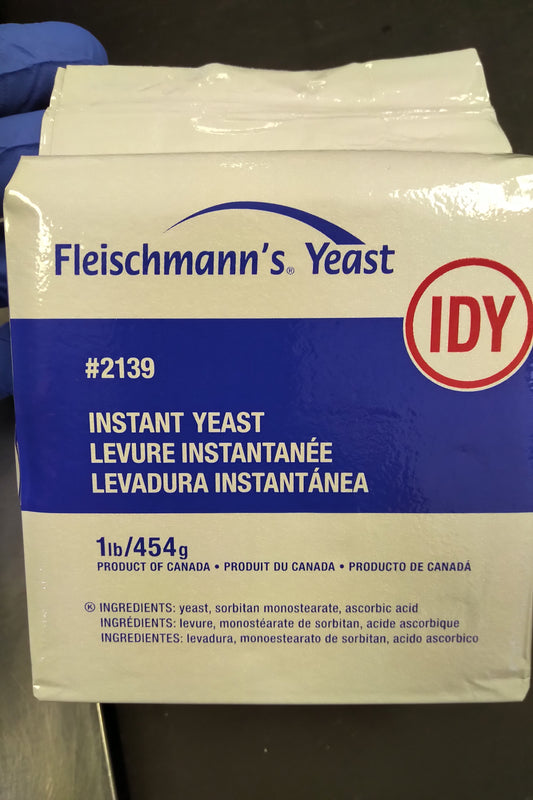 Fleischmann's® Yeast
IDY
#2139
INSTANT YEAST
LEVURE INSTANTANÉE
LEVADURA INSTANTÁNEA
1lb/454g
PRODUCT OF CANADA • PRODUIT DU CANADA • PRODUCTO DE CANADÁ
Ⓚ INGREDIENTS: yeast, sorbitan monostearate, ascorbic acid
INGRÉDIENTS: levure, monostéarate de sorbitan, acide ascorbique
INGREDIENTES: levadura, monoestearato de sorbitan, acido ascorbico